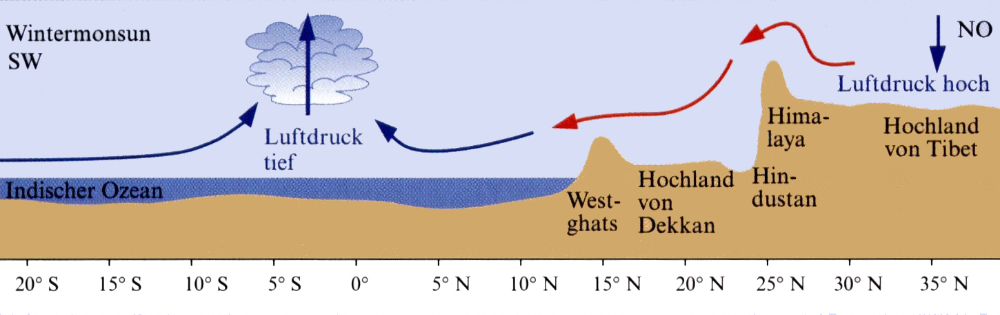 Wintermonsun
SW
NO
Luftdruck hoch
Luftdruck
tief
Hima-
laya
Hochland
von Tibet
Indischer Ozean
West-
ghats
Hochland
von
Dekkan
Hin-
dustan
20° S 15° S 10° S 5° S 0° 5° N 10° N 15° N 20° N 25° N 30° N 35° N